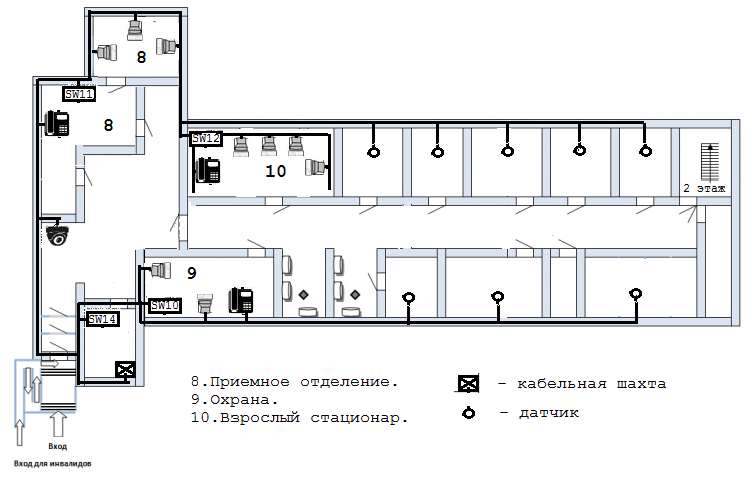 8
SW11
8
SW12
10
2 этаж
9
SW10
SW14
8.Приемное отделение.
9.Охрана.
10.Взрослый стационар.
- кабельная шахта
- датчик
Вход
Вход для инвалидов